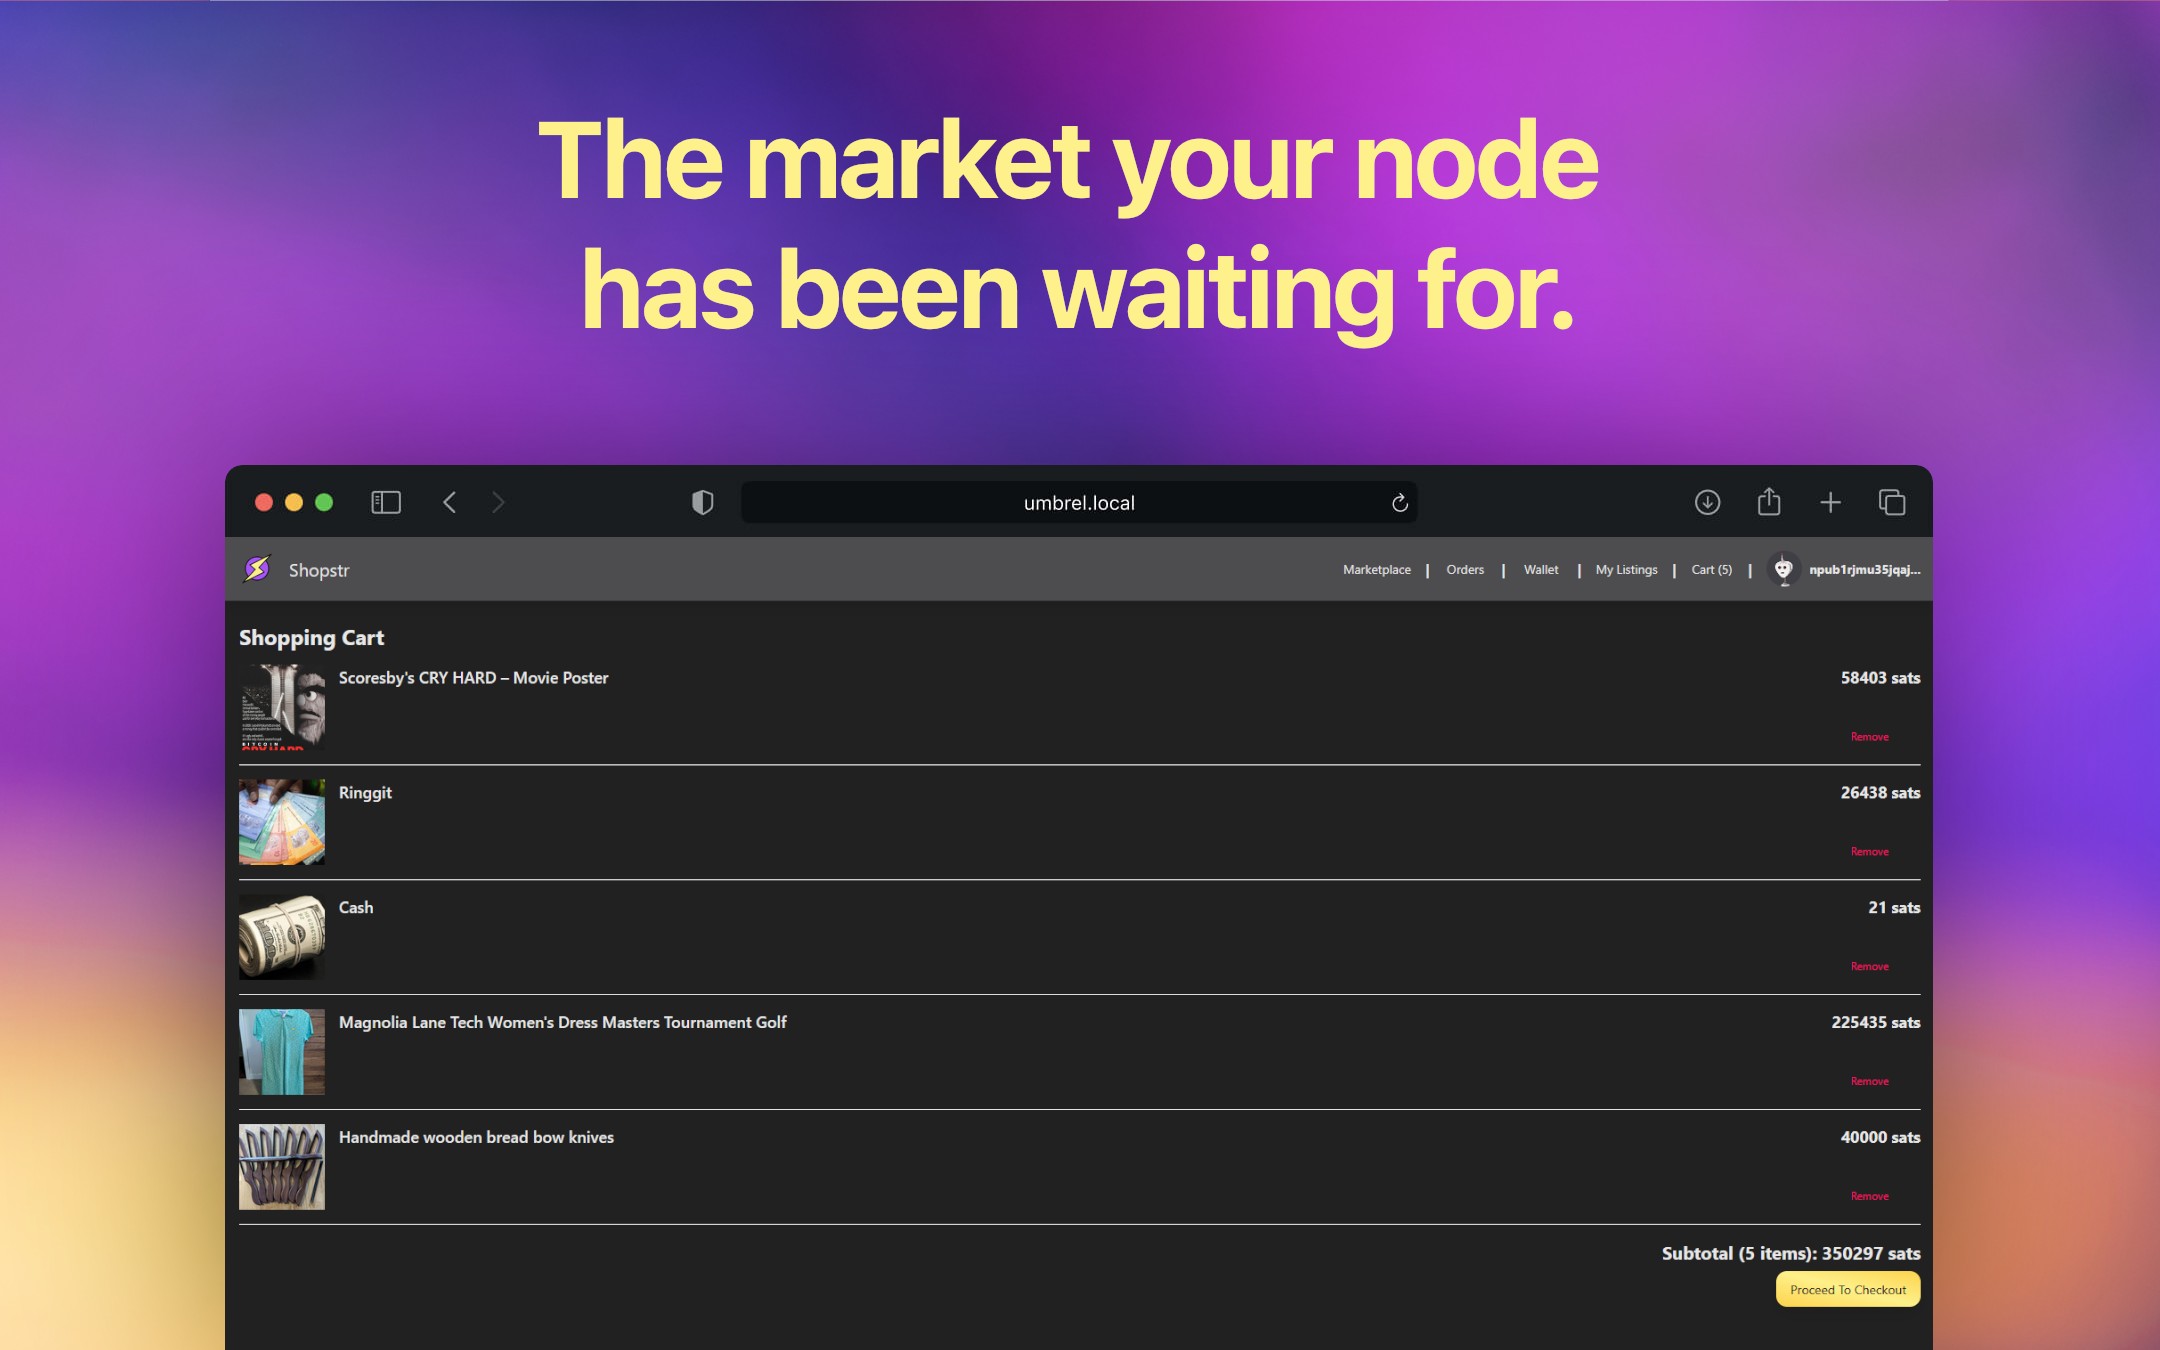 The market your node
has been waiting for.
umbrel.local
Shopstr
Marketplace | Orders | Wallet | My Listings | Cart (5) | npub1rjmu35jqaj...
Shopping Cart
Scoresby's CRY HARD – Movie Poster
58403 sats
BITCOIN
CRY HARD
Remove
Ringgit
26438 sats
Remove
Cash
21 sats
Remove
Magnolia Lane Tech Women's Dress Masters Tournament Golf
225435 sats
Remove
Handmade wooden bread bow knives
40000 sats
Remove
Subtotal (5 items): 350297 sats
Proceed To Checkout